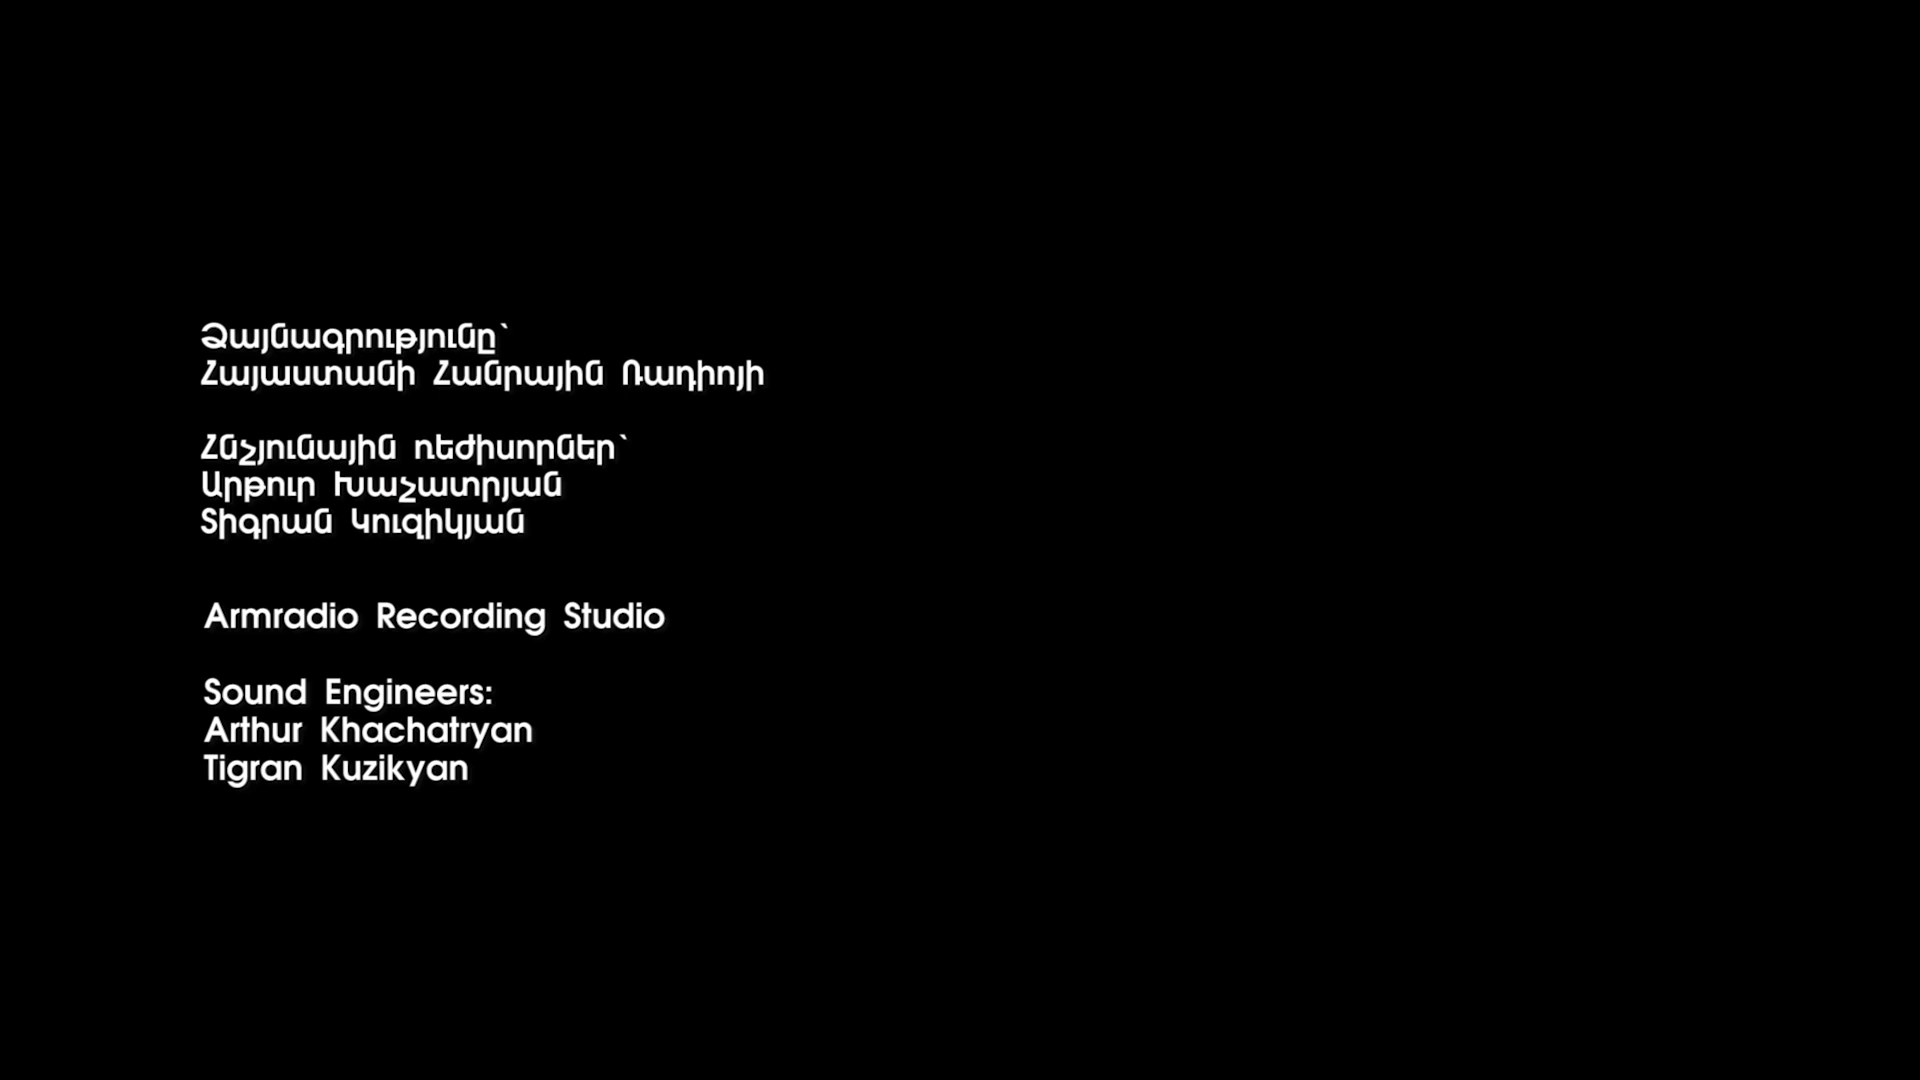 Ձայնագրությունը՝
Հայաստանի Հանրային Ռադիոյի
Հնչյունային ռեժիսորներ՝
Արթուր Խաչատրյան
Տիգրան Կուզիկյան
Armradio Recording Studio
Sound Engineers:
Arthur Khachatryan
Tigran Kuzikyan